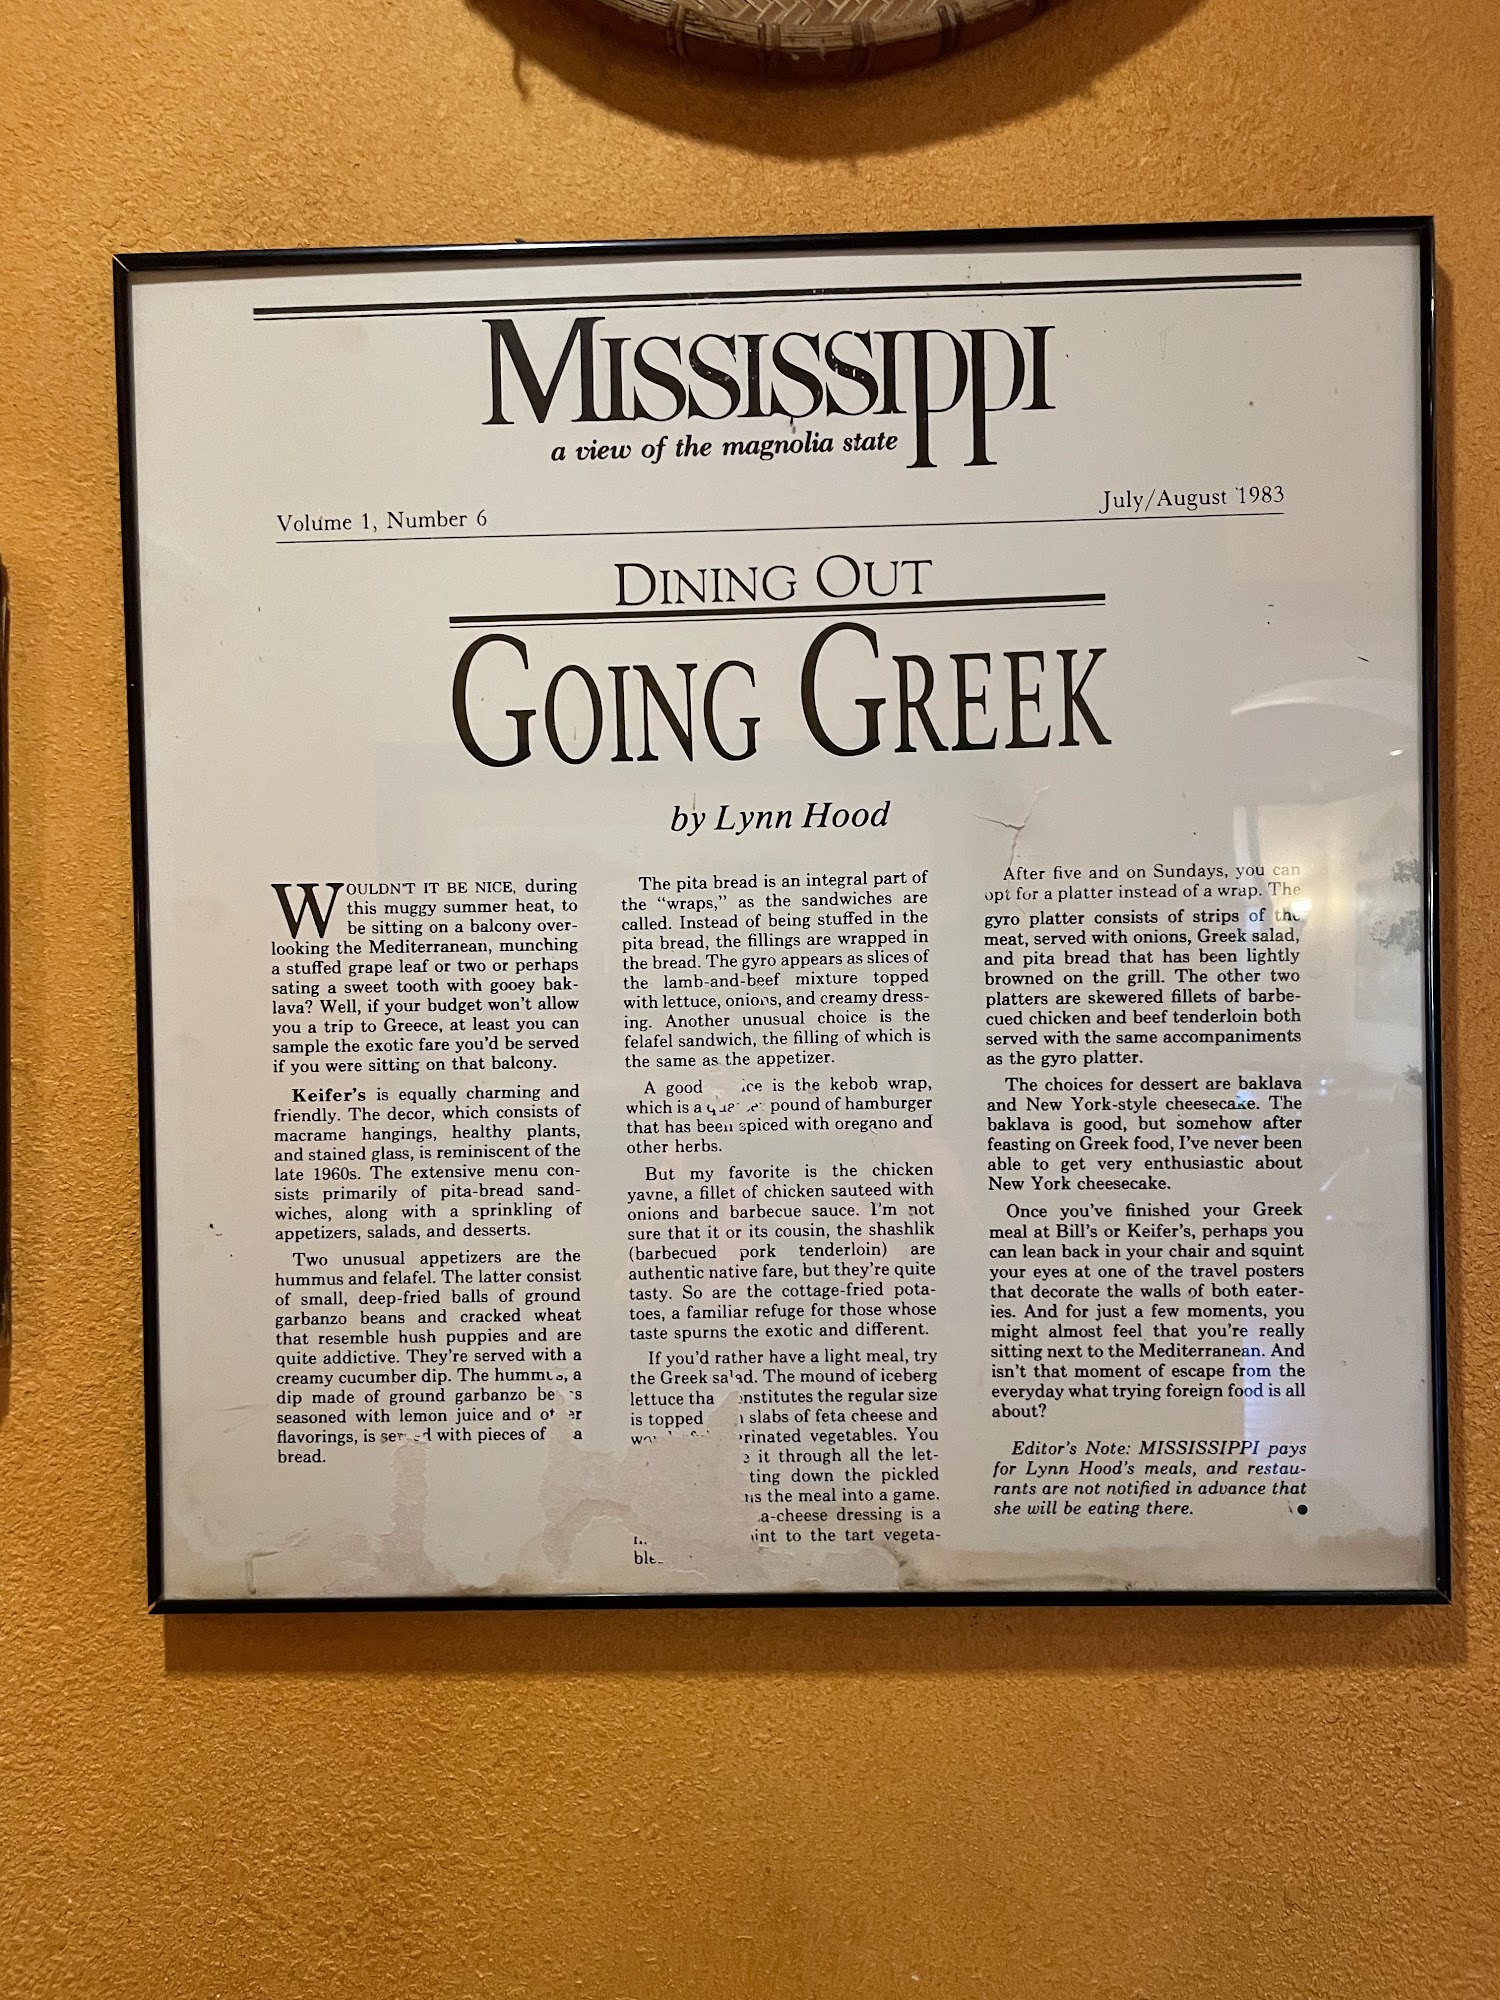 MISSISSIPPI
a view of the magnolia state
Volume 1, Number 6
July/August 1983
DINING OUT
GOING GREEK
by Lynn Hood
WOULDN'T IT BE NICE, during
this muggy summer heat, to
be sitting on a balcony over-
looking the Mediterranean, munching
a stuffed grape leaf or two or perhaps
sating a sweet tooth with gooey bak-
lava? Well, if your budget won't allow
you a trip to Greece, at least you can
sample the exotic fare you'd be served
if you were sitting on that balcony.
Keifer's is equally charming and
friendly. The decor, which consists of
macrame hangings, healthy plants,
and stained glass, is reminiscent of the
late 1960s. The extensive menu con-
sists primarily of pita-bread sand-
wiches, along with a sprinkling of
appetizers, salads, and desserts.
Two unusual appetizers are the
hummus and felafel. The latter consist
of small, deep-fried balls of ground
garbanzo beans and cracked wheat
that resemble hush puppies and are
quite addictive. They're served with a
creamy cucumber dip. The hummus, a
dip made of ground garbanzo
seasoned with lemon juice and
flavorings, is with pieces of
bread.
The pita bread is an integral part of
the "wraps," as the sandwiches are
called. Instead of being stuffed in the
pita bread, the fillings are wrapped in
the bread. The gyro appears as slices of
the lamb-and-beef mixture topped
with lettuce, onions, and creamy dress-
ing. Another unusual choice is the
felafel sandwich, the filling of which is
the same as the appetizer.
A good is the kebob wrap,
which is a pound of hamburger
that has been spiced with oregano and
other herbs.
But my favorite is the chicken
yavne, a fillet of chicken sauteed with
onions and barbecue sauce. I'm not
sure that it or its cousin, the shashlik
(barbecued pork tenderloin) are
authentic native fare, but they're quite
tasty. So are the cottage-fried pota-
toes, a familiar refuge for those whose
taste spurns the exotic and different.
If you'd rather have a light meal, try
the Greek salad. The mound of iceberg
lettuce constitutes the regular size
is topped slabs of feta cheese and
vegetables. You
it through all the let-
down the pickled
the meal into a game.
dressing is a
to the tart vegeta-
After five and on Sundays, you can
opt for a platter instead of a wrap. The
gyro platter consists of strips of the
meat, served with onions, Greek salad,
and pita bread that has been lightly
browned on the grill. The other two
platters are skewered fillets of barbe-
cued chicken and beef tenderloin both
served with the same accompaniments
as the gyro platter.
The choices for dessert are baklava
and New York-style cheesecake. The
baklava is good, but somehow after
feasting on Greek food, I've never been
able to get very enthusiastic about
New York cheesecake.
Once you've finished your Greek
meal at Bill's or Keifer's, perhaps you
can lean back in your chair and squint
your eyes at one of the travel posters
that decorate the walls of both eater-
ies. And for just a few moments, you
might almost feel that you're really
sitting next to the Mediterranean. And
isn't that moment of escape from the
everyday what trying foreign food is all
about?
Editor's Note: MISSISSIPPI pays
for Lynn Hood's meals, and restau-
rants are not notified in advance that
she will be eating there.